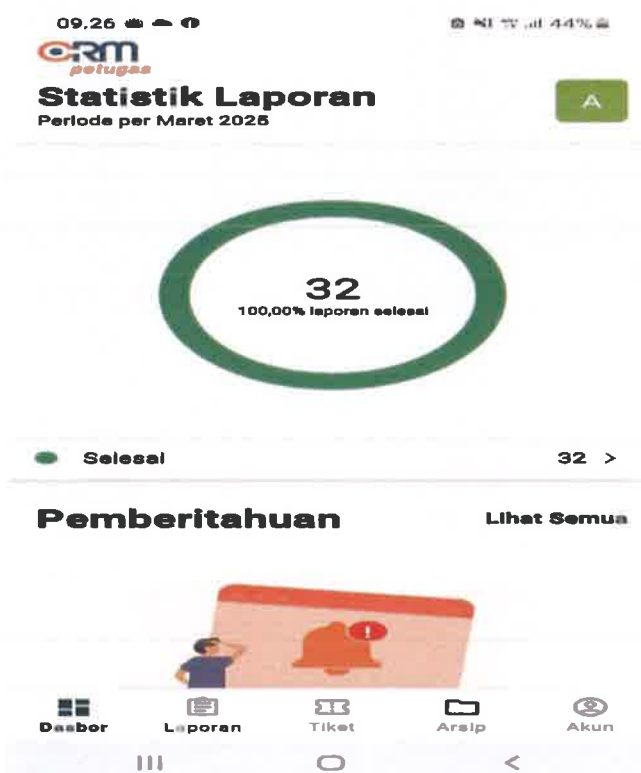 09.26
44%
CRM
petugas
Statistik Laporan
Periode per Maret 2025
A
32
100,00% laporan selesai
Selesai 32 >
Pemberitahuan Lihat Semua
!
Dasbor Laporan Tiket Arsip Akun